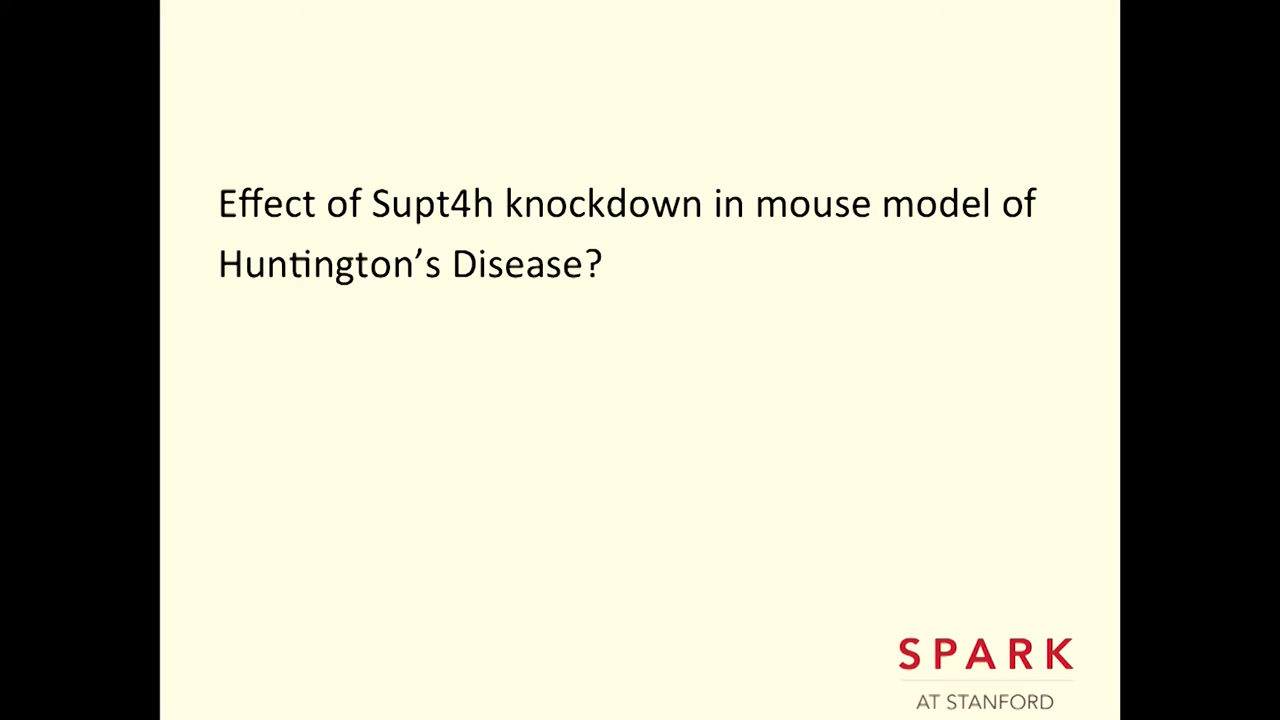 Effect of Supt4h knockdown in mouse model of
Huntington’s Disease?
SPARK
AT STANFORD